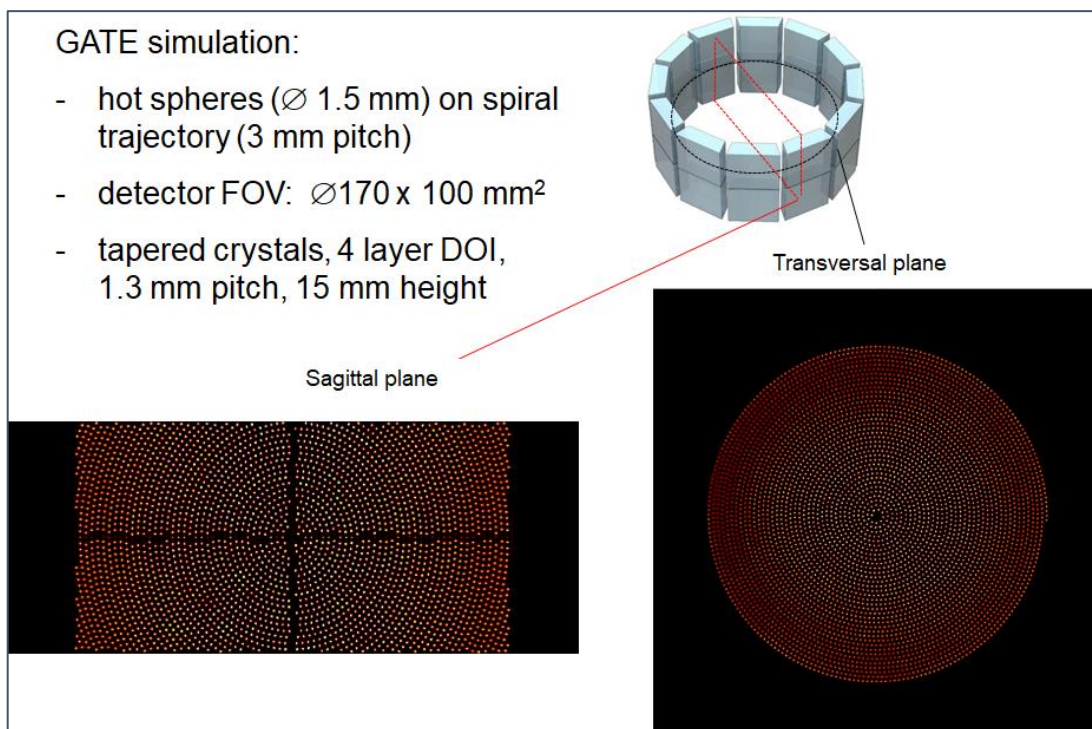 GATE simulation:
- hot spheres (∅ 1.5 mm) on spiral
trajectory (3 mm pitch)
- detector FOV: ∅170 x 100 mm²
- tapered crystals, 4 layer DOI,
1.3 mm pitch, 15 mm height
Transversal plane
Sagittal plane